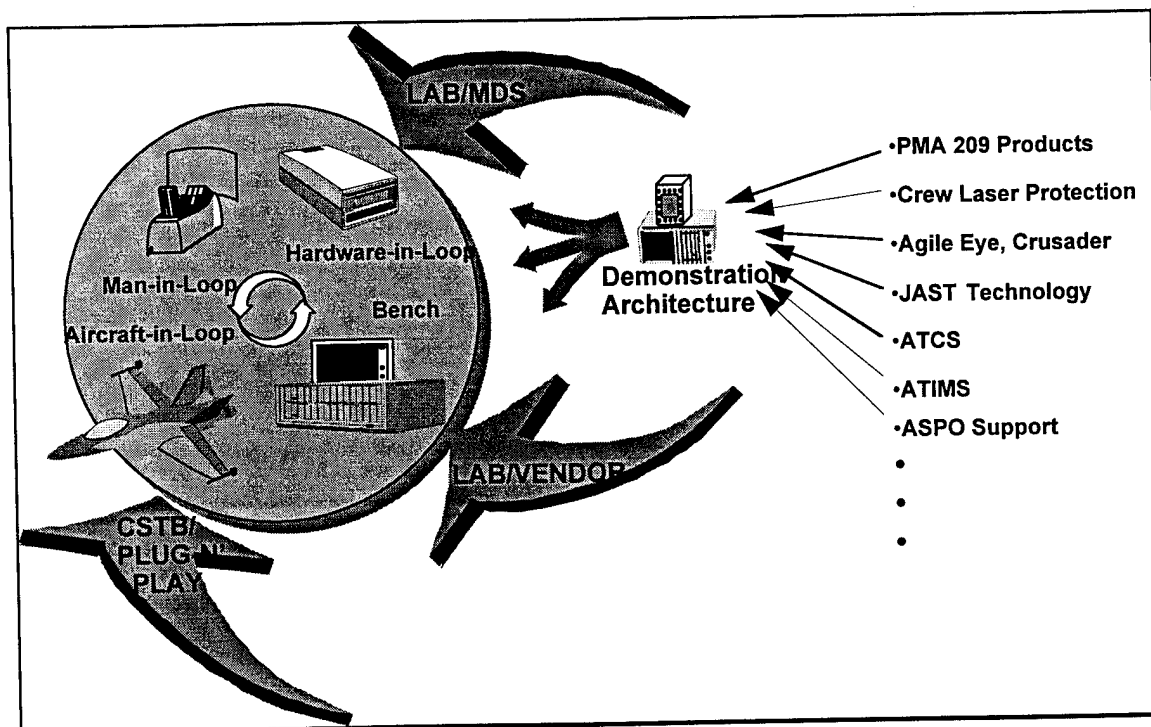 LAB/MDS
Hardware-in-Loop
Man-in-Loop
Aircraft-in-Loop
Bench
LAB/VENDOR
CSTB/
PLUG-N'
PLAY
Demonstration
Architecture
•PMA 209 Products
•Crew Laser Protection
•Agile Eye, Crusader
•JAST Technology
•ATCS
•ATIMS
•ASPO Support
•
•
•